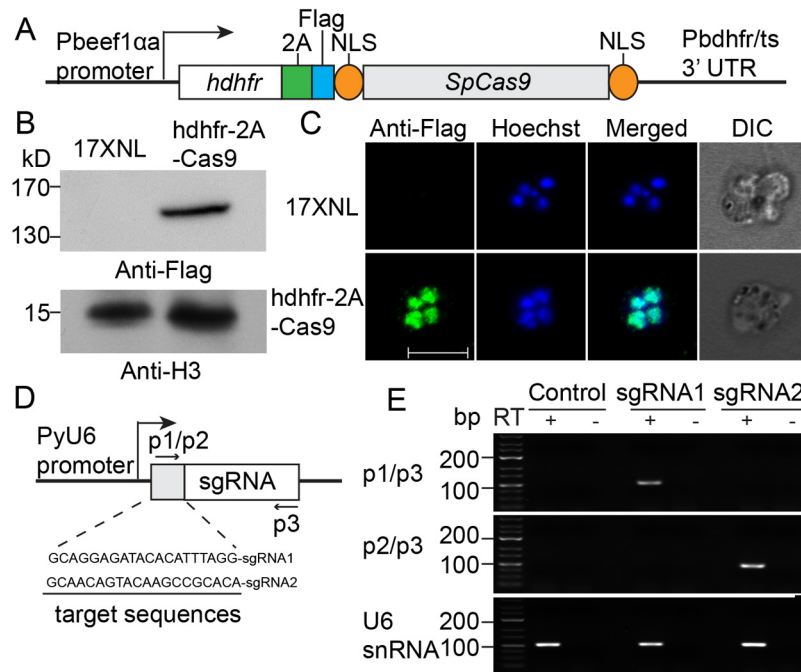 A
Pbeef1αa promoter
Flag
2A
NLS
NLS
hdhfr
SpCas9
Pbdhfr/ts
3' UTR
B
kD
17XNL
hdhfr-2A
-Cas9
170
130
Anti-Flag
15
hdhfr-2A
-Cas9
Anti-H3
C
Anti-Flag Hoechst Merged DIC
17XNL
D
PyU6
promoter
p1/p2
sgRNA
p3
GCAGGAGATACACATTTAGG-sgRNA1
GCAACAGTACAAGCCGCACA-sgRNA2
target sequences
E
Control sgRNA1 sgRNA2
bp RT + - + - + -
p1/p3
200
100
p2/p3
200
100
U6
snRNA
200
100